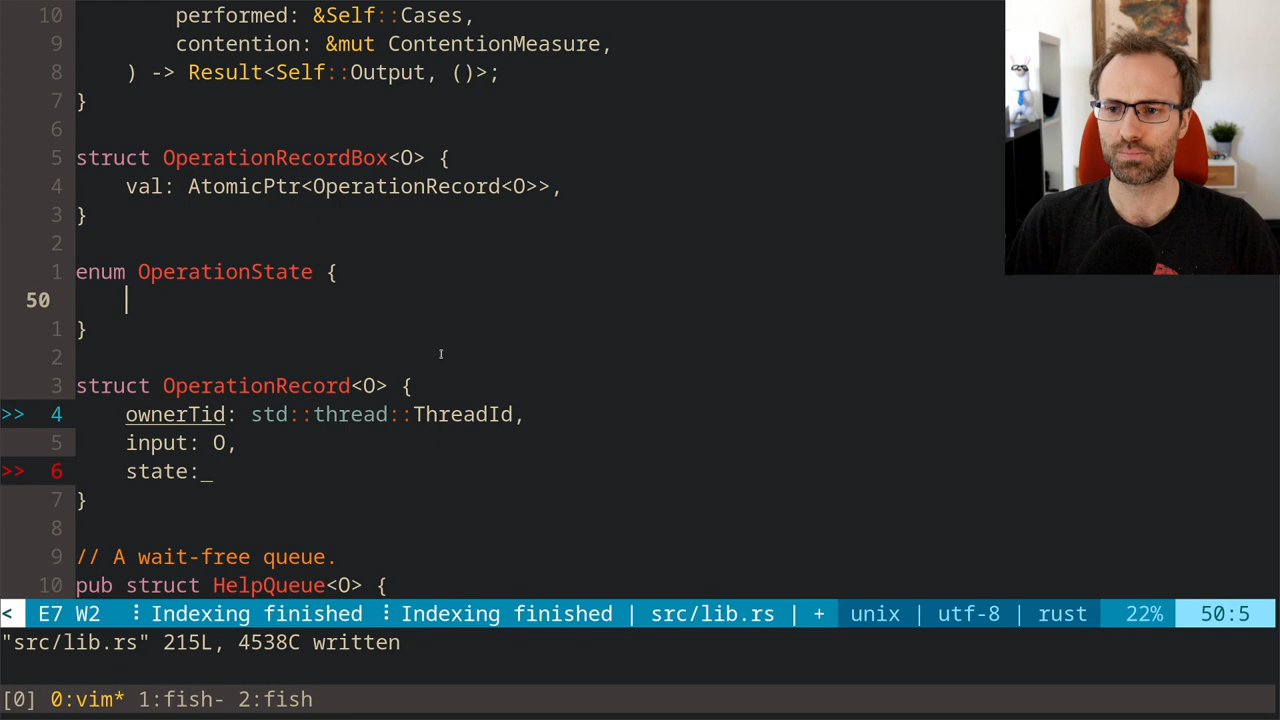 10         performed: &Self::Cases,
9         contention: &mut ContentionMeasure,
8     ) -> Result<Self::Output, ()>;
7 }
6
5 struct OperationRecordBox<O> {
4     val: AtomicPtr<OperationRecord<O>>,
3 }
2
1 enum OperationState {
50
1 }
2
3 struct OperationRecord<O> {
>> 4     ownerTid: std::thread::ThreadId,
5     input: O,
>> 6     state:_
7 }
8
9 // A wait-free queue.
10 pub struct HelpQueue<O> {
< E7 W2 ⋮ Indexing finished ⋮ Indexing finished | src/lib.rs | + unix | utf-8 | rust 22% 50:5
"src/lib.rs" 215L, 4538C written
[0] 0:vim* 1:fish- 2:fish